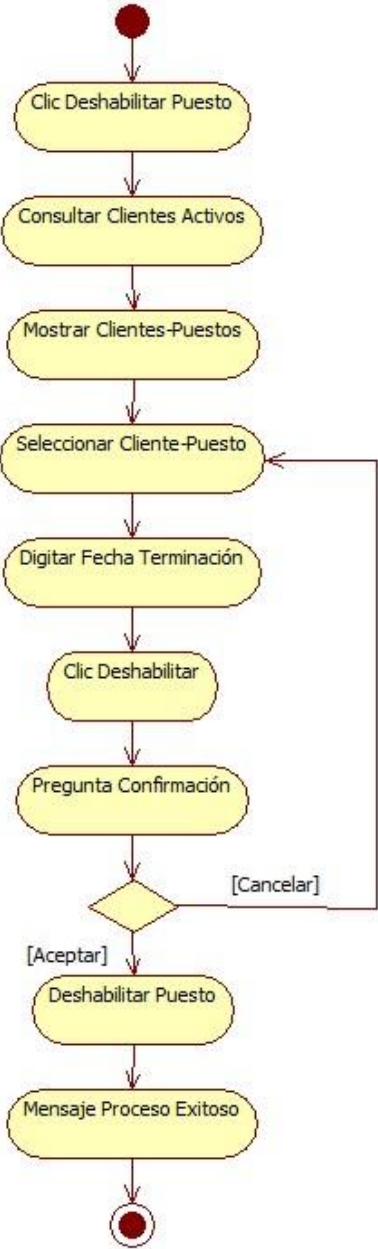 Clic Deshabilitar Puesto
Consultar Clientes Activos
Mostrar Clientes-Puestos
Seleccionar Cliente-Puesto
Digitar Fecha Terminación
Clic Deshabilitar
Pregunta Confirmación
[Cancelar]
[Aceptar]
Deshabilitar Puesto
Mensaje Proceso Exitoso